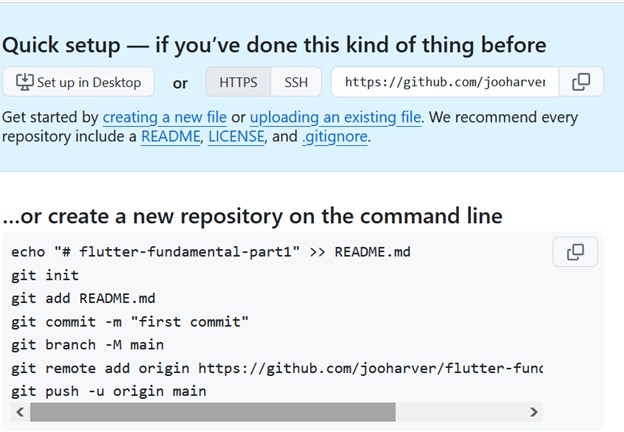 Quick setup — if you’ve done this kind of thing before
Set up in Desktop or HTTPS SSH https://github.com/jooharver
Get started by creating a new file or uploading an existing file. We recommend every
repository include a README, LICENSE, and .gitignore.
...or create a new repository on the command line
echo "# flutter-fundamental-part1" >> README.md
git init
git add README.md
git commit -m "first commit"
git branch -M main
git remote add origin https://github.com/jooharver/flutter-func
git push -u origin main